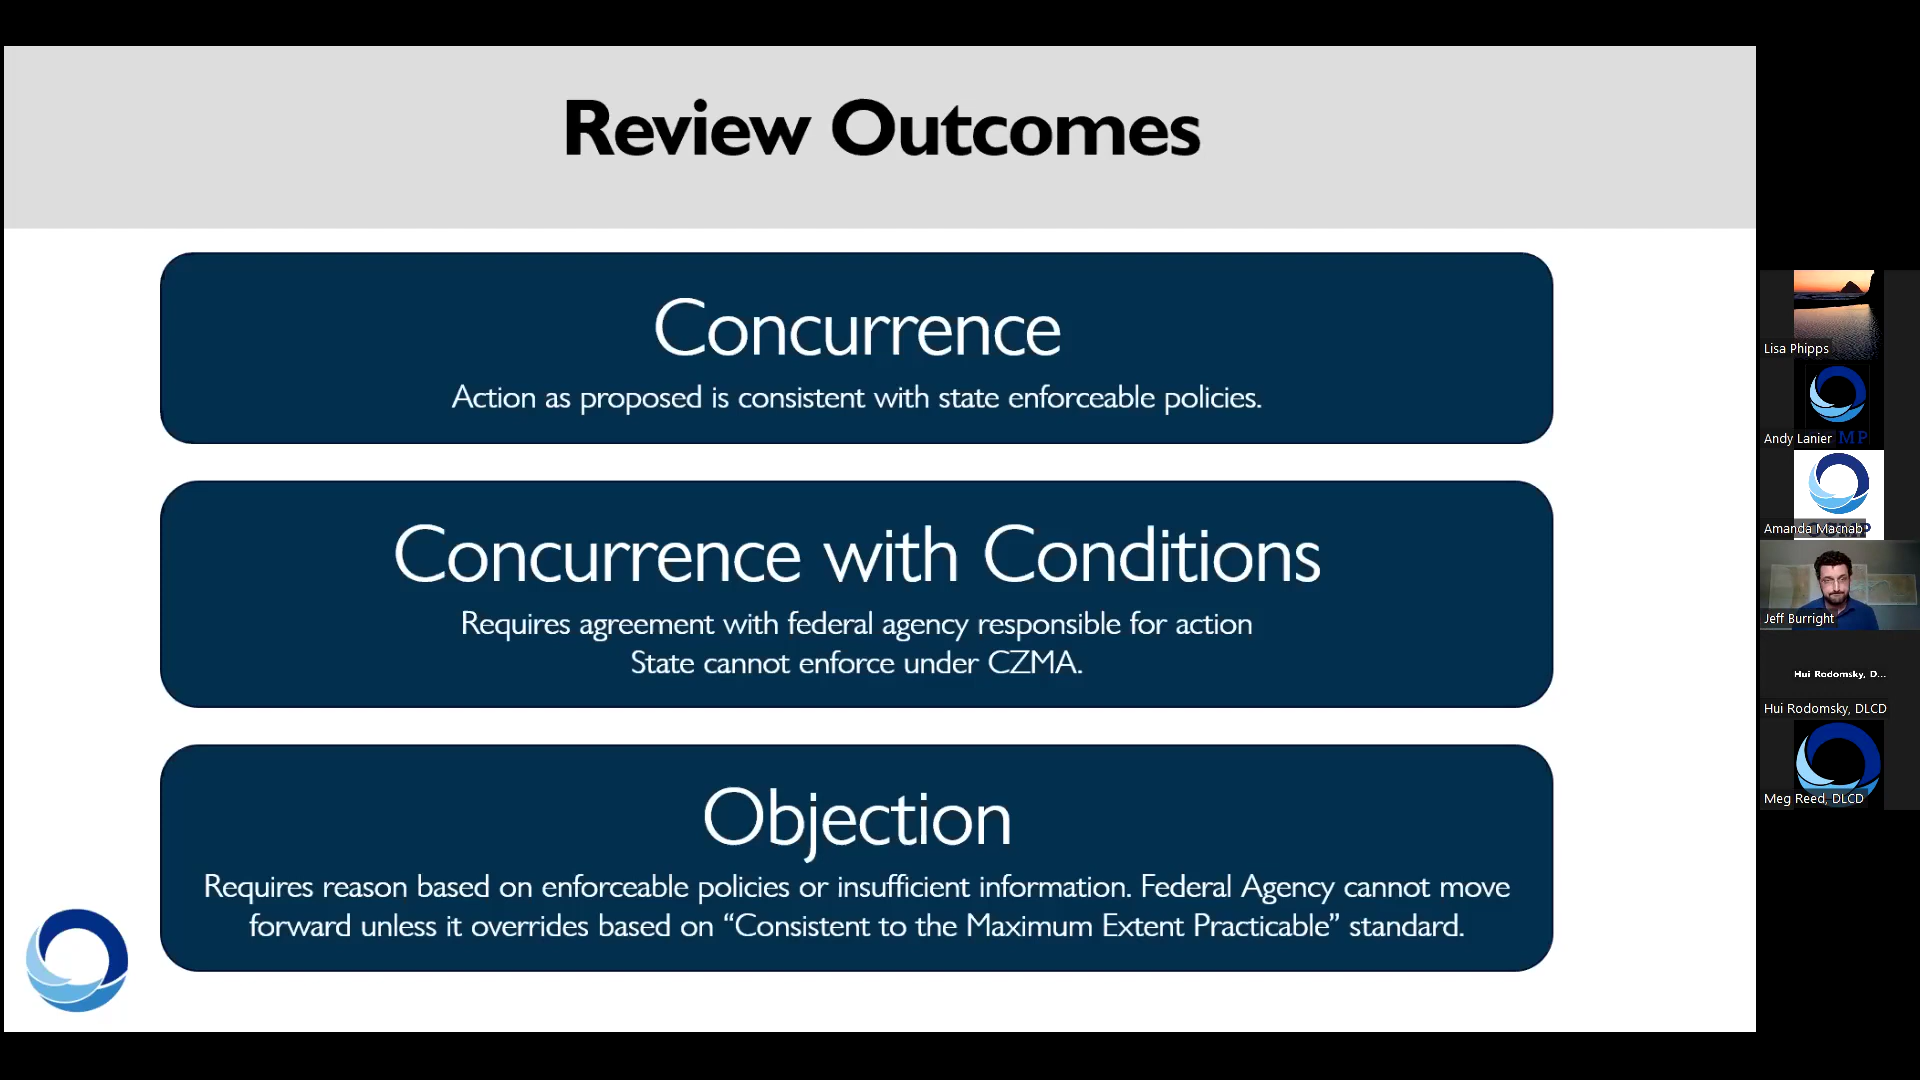 Review Outcomes
Concurrence
Action as proposed is consistent with state enforceable policies.
Concurrence with Conditions
Requires agreement with federal agency responsible for action
State cannot enforce under CZMA.
Objection
Requires reason based on enforceable policies or insufficient information. Federal Agency cannot move
forward unless it overrides based on “Consistent to the Maximum Extent Practicable” standard.
Lisa Phipps
Andy Lanier
MP
Amanda Macnab
Jeff Burright
Hui Rodomsky, D...
Hui Rodomsky, DLCD
Meg Reed, DLCD